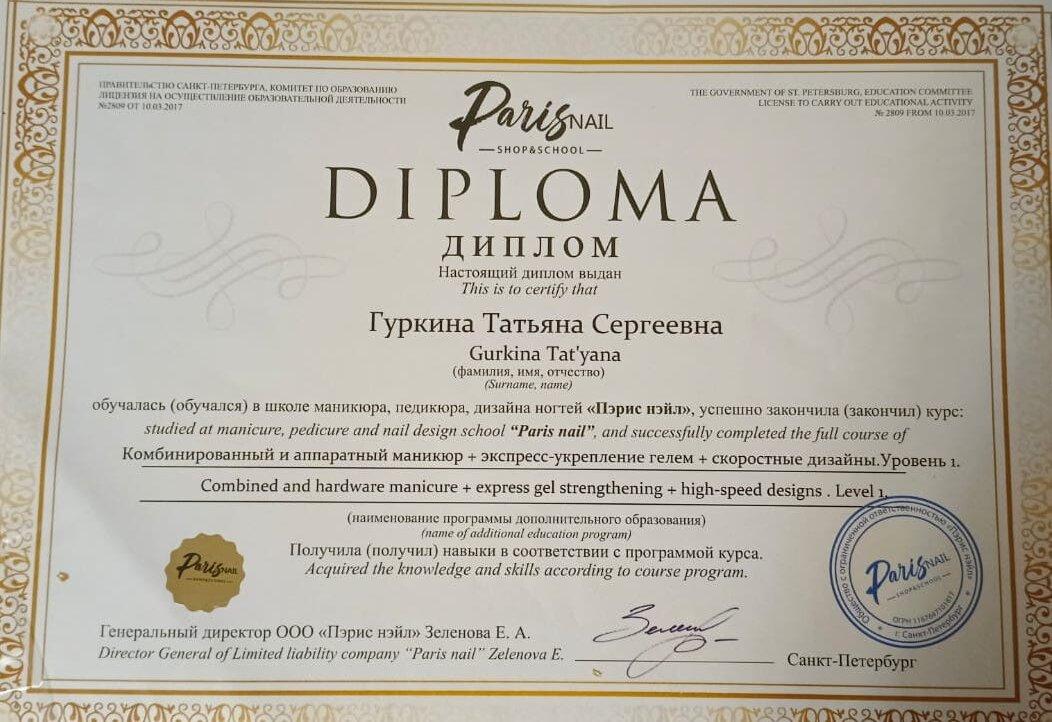 ПРАВИТЕЛЬСТВО САНКТ-ПЕТЕРБУРГА, КОМИТЕТ ПО ОБРАЗОВАНИЮ
ЛИЦЕНЗИЯ НА ОСУЩЕСТВЛЕНИЕ ОБРАЗОВАТЕЛЬНОЙ ДЕЯТЕЛЬНОСТИ
№2809 ОТ 10.03.2017
THE GOVERNMENT OF ST. PETERSBURG, EDUCATION COMMITTEE
LICENSE TO CARRY OUT EDUCATIONAL ACTIVITY
№ 2809 FROM 10.03.2017
Paris NAIL
SHOP&SCHOOL
DIPLOMA
ДИПЛОМ
Настоящий диплом выдан
This is to certify that
Гуркина Татьяна Сергеевна
Gurkina Tat'yana
(фамилия, имя, отчество)
(Surname, name)
обучалась (обучался) в школе маникюра, педикюра, дизайна ногтей «Пэрис нэйл», успешно закончила (закончил) курс:
studied at manicure, pedicure and nail design school “Paris nail”, and successfully completed the full course of
Комбинированный и аппаратный маникюр + экспресс-укрепление гелем + скоростные дизайны.Уровень 1.
Combined and hardware manicure + express gel strengthening + high-speed designs . Level 1.
(наименование программы дополнительного образования)
(name of additional education program)
Получила (получил) навыки в соответствии с программой курса.
Acquired the knowledge and skills according to course program.
Paris NAIL
Общество с ограниченной ответственностью «Пэрис нэйл»
Paris NAIL
SHOP&SCHOOL
г. Санкт-Петербург
Генеральный директор ООО «Пэрис нэйл» Зеленова Е. А.
Director General of Limited liability company “Paris nail” Zelenova E.
Санкт-Петербург